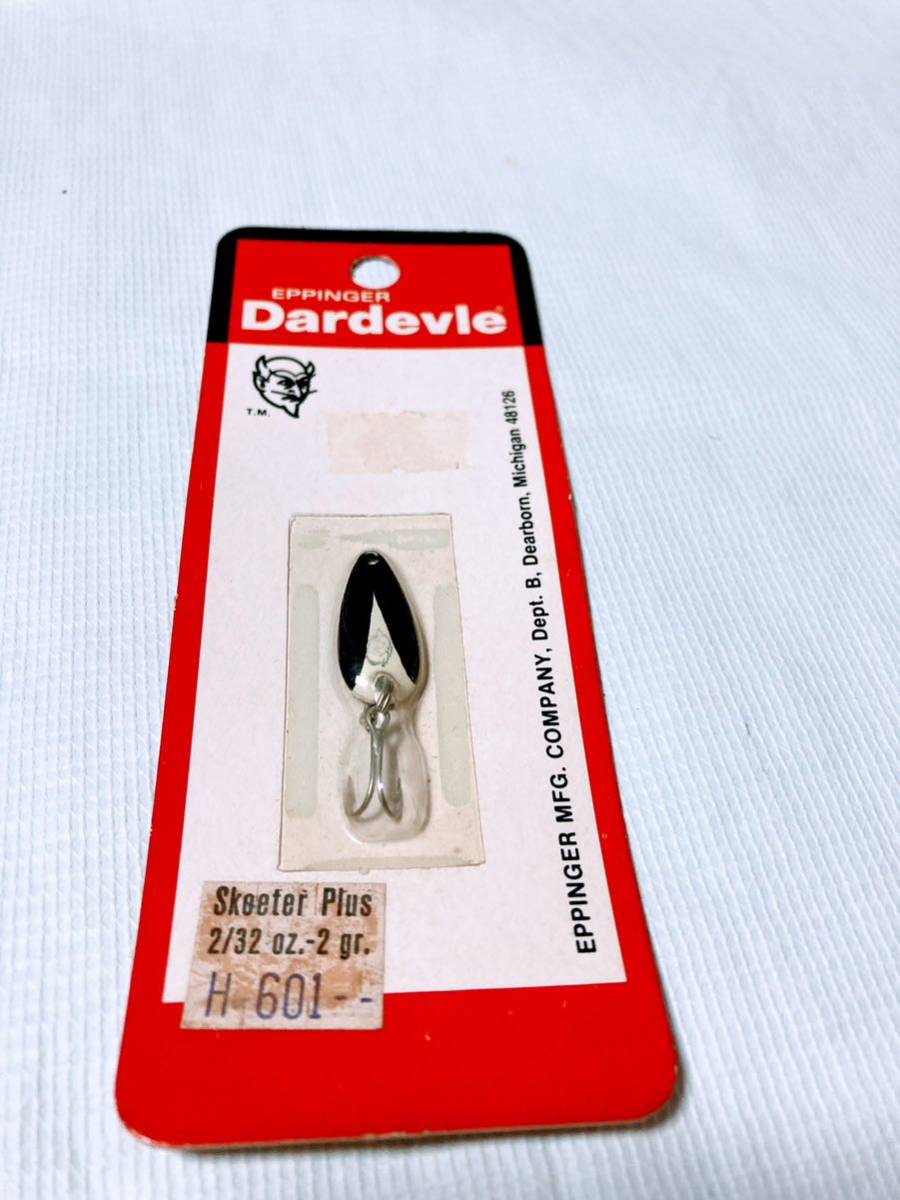 EPPINGER
Dardevle
T.M.
EPPINGER MFG. COMPANY, Dept. B, Dearborn, Michigan 48126
Skeeter Plus
2/32 oz.-2 gr.
H 601--